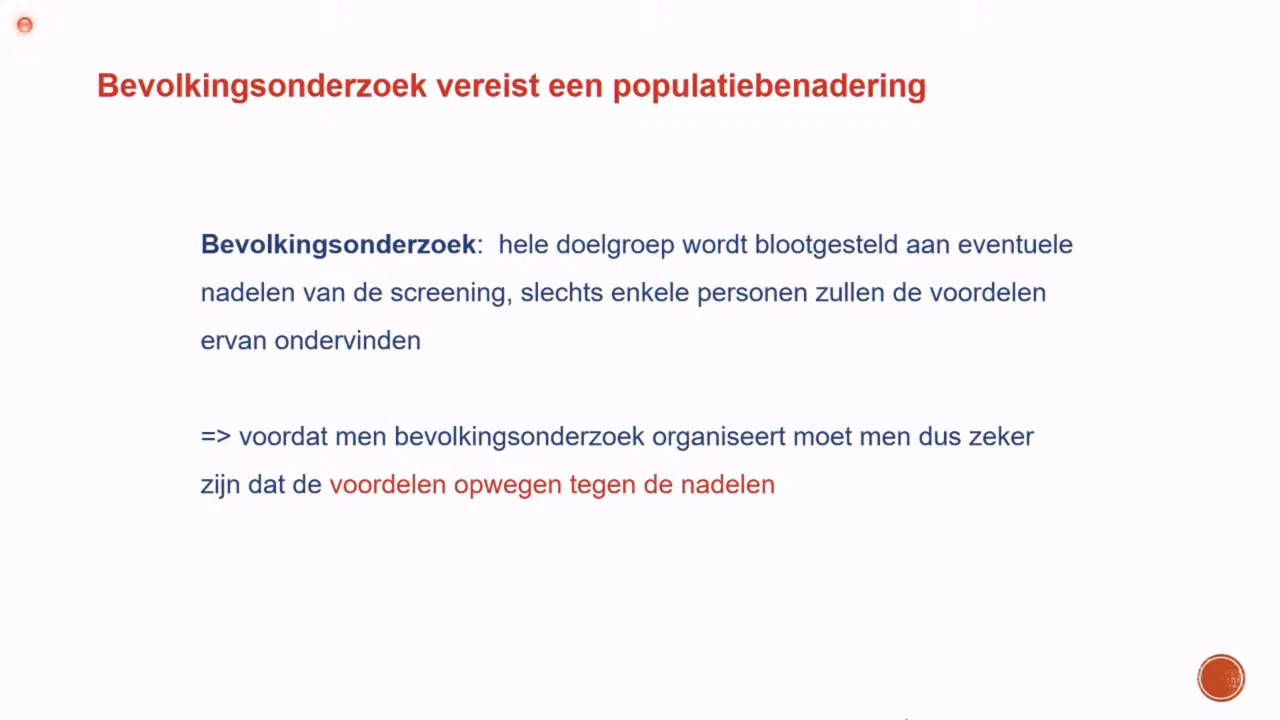 Bevolkingsonderzoek vereist een populatiebenadering
Bevolkingsonderzoek: hele doelgroep wordt blootgesteld aan eventuele
nadelen van de screening, slechts enkele personen zullen de voordelen
ervan ondervinden
=> voordat men bevolkingsonderzoek organiseert moet men dus zeker
zijn dat de voordelen opwegen tegen de nadelen